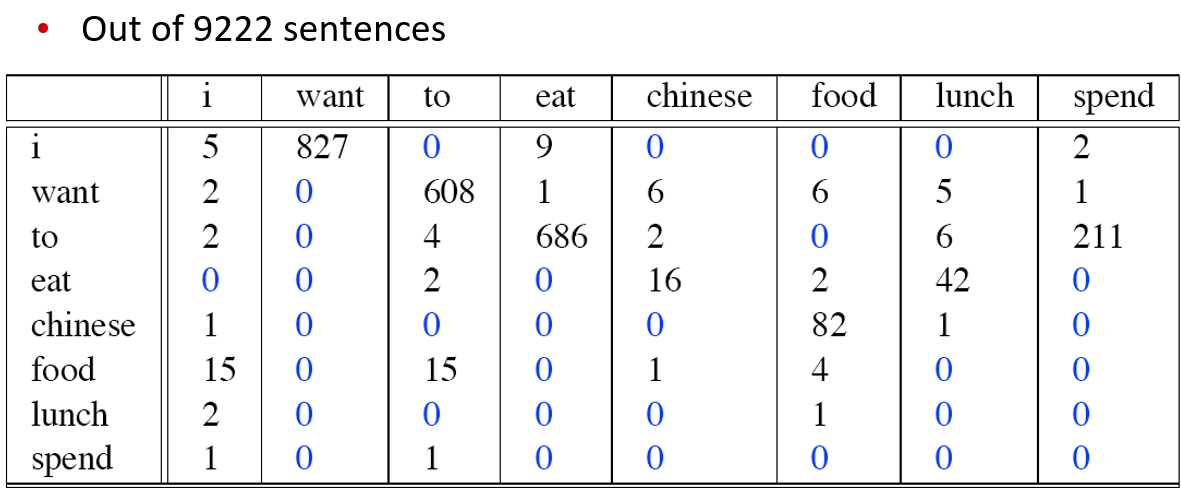 • Out of 9222 sentences
i want to eat chinese food lunch spend
i 5 827 0 9 0 0 0 2
want 2 0 608 1 6 6 5 1
to 2 0 4 686 2 0 6 211
eat 0 0 2 0 16 2 42 0
chinese 1 0 0 0 0 82 1 0
food 15 0 15 0 1 4 0 0
lunch 2 0 0 0 0 1 0 0
spend 1 0 1 0 0 0 0 0